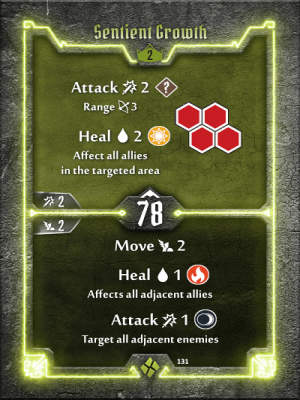 Sentient Growth
2
Attack 2 ?
Range 3
Heal 2
Affect all allies
in the targeted area
2
78
2
Move 2
Heal 1
Affects all adjacent allies
Attack 1
Target all adjacent enemies
131